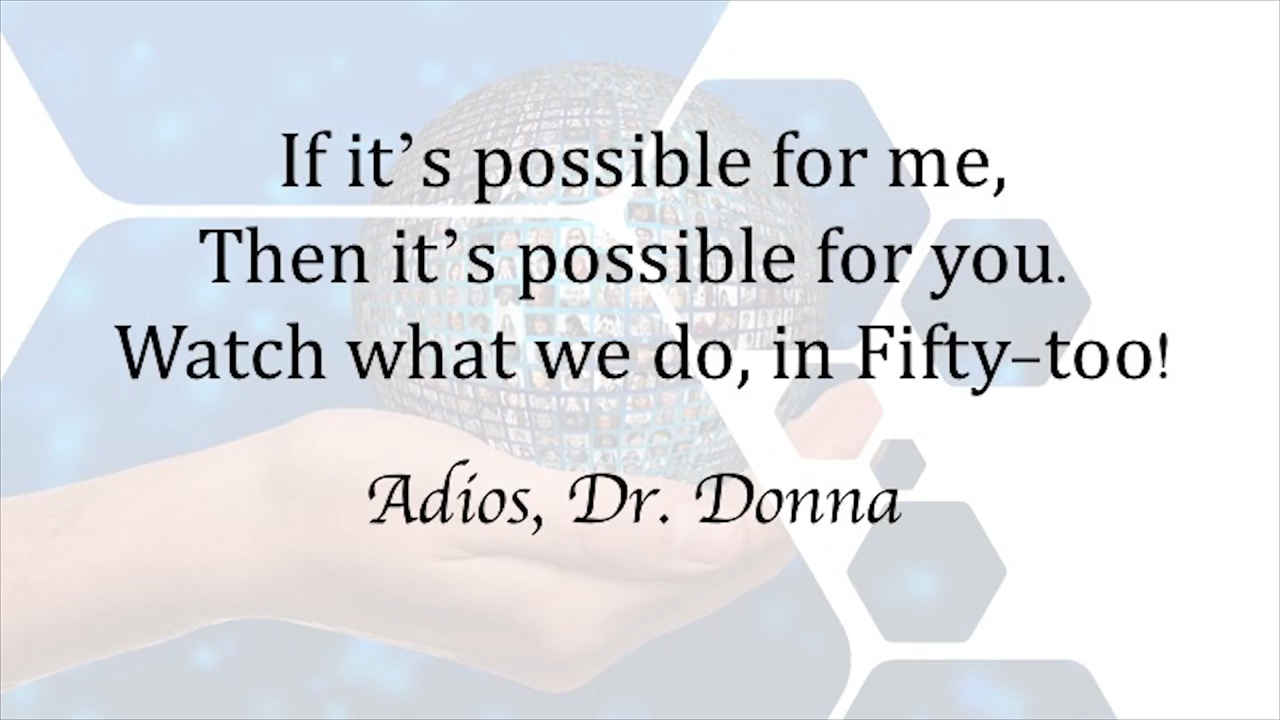 If it’s possible for me,
Then it’s possible for you.
Watch what we do, in Fifty–too!
Adios, Dr. Donna